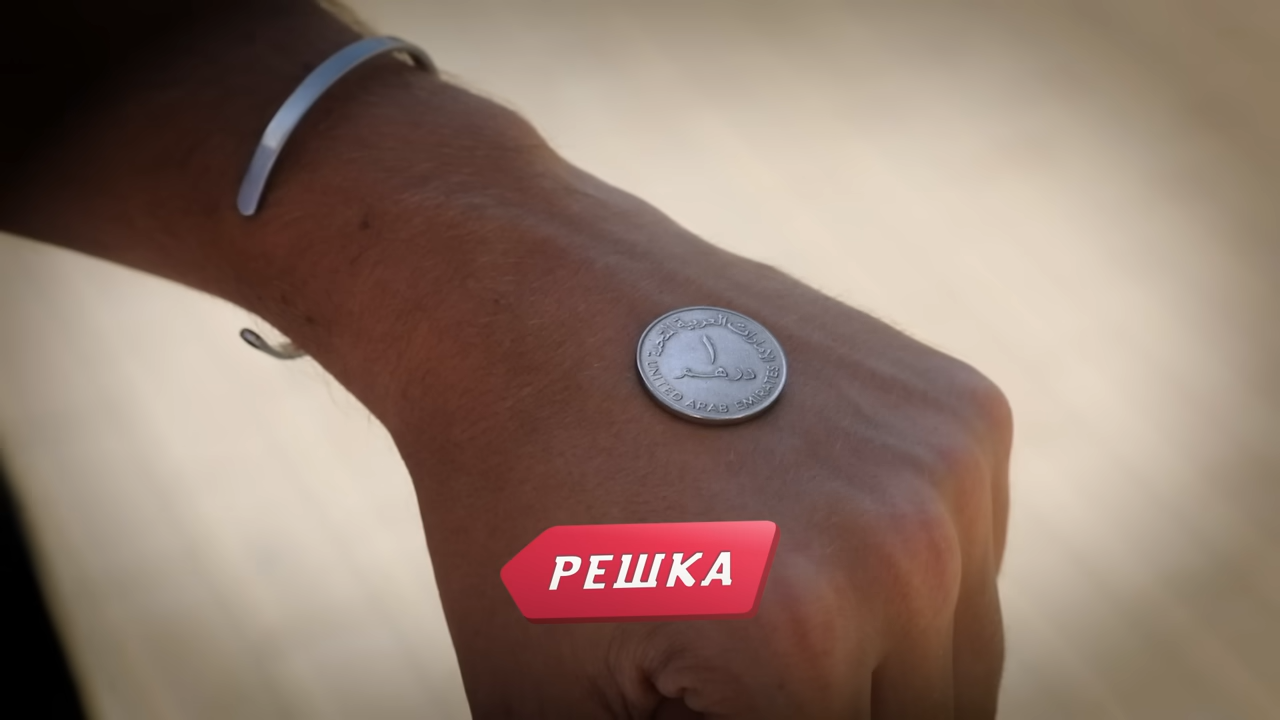 الإمارات العربية المتحدة
١
درهم
UNITED ARAB EMIRATES
РЕШКА